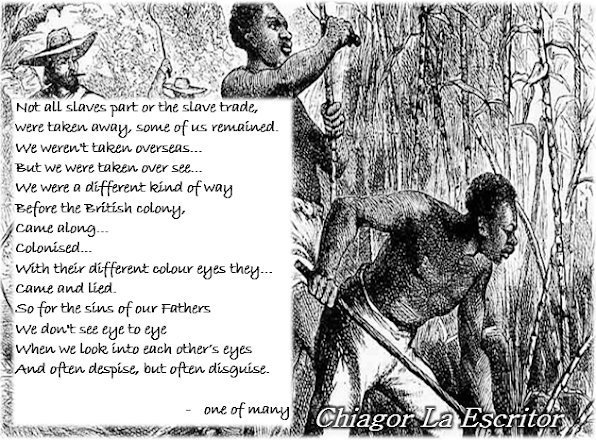 Not all slaves part or the slave trade,
were taken away, some of us remained.
We weren't taken overseas...
But we were taken over see...
We were a different kind of way
Before the British colony,
Came along...
Colonised...
With their different colour eyes they...
Came and lied.
So for the sins of our Fathers
We don't see eye to eye
When we look into each other's eyes
And often despise, but often disguise.
- one of many
Chiagor La Escritor